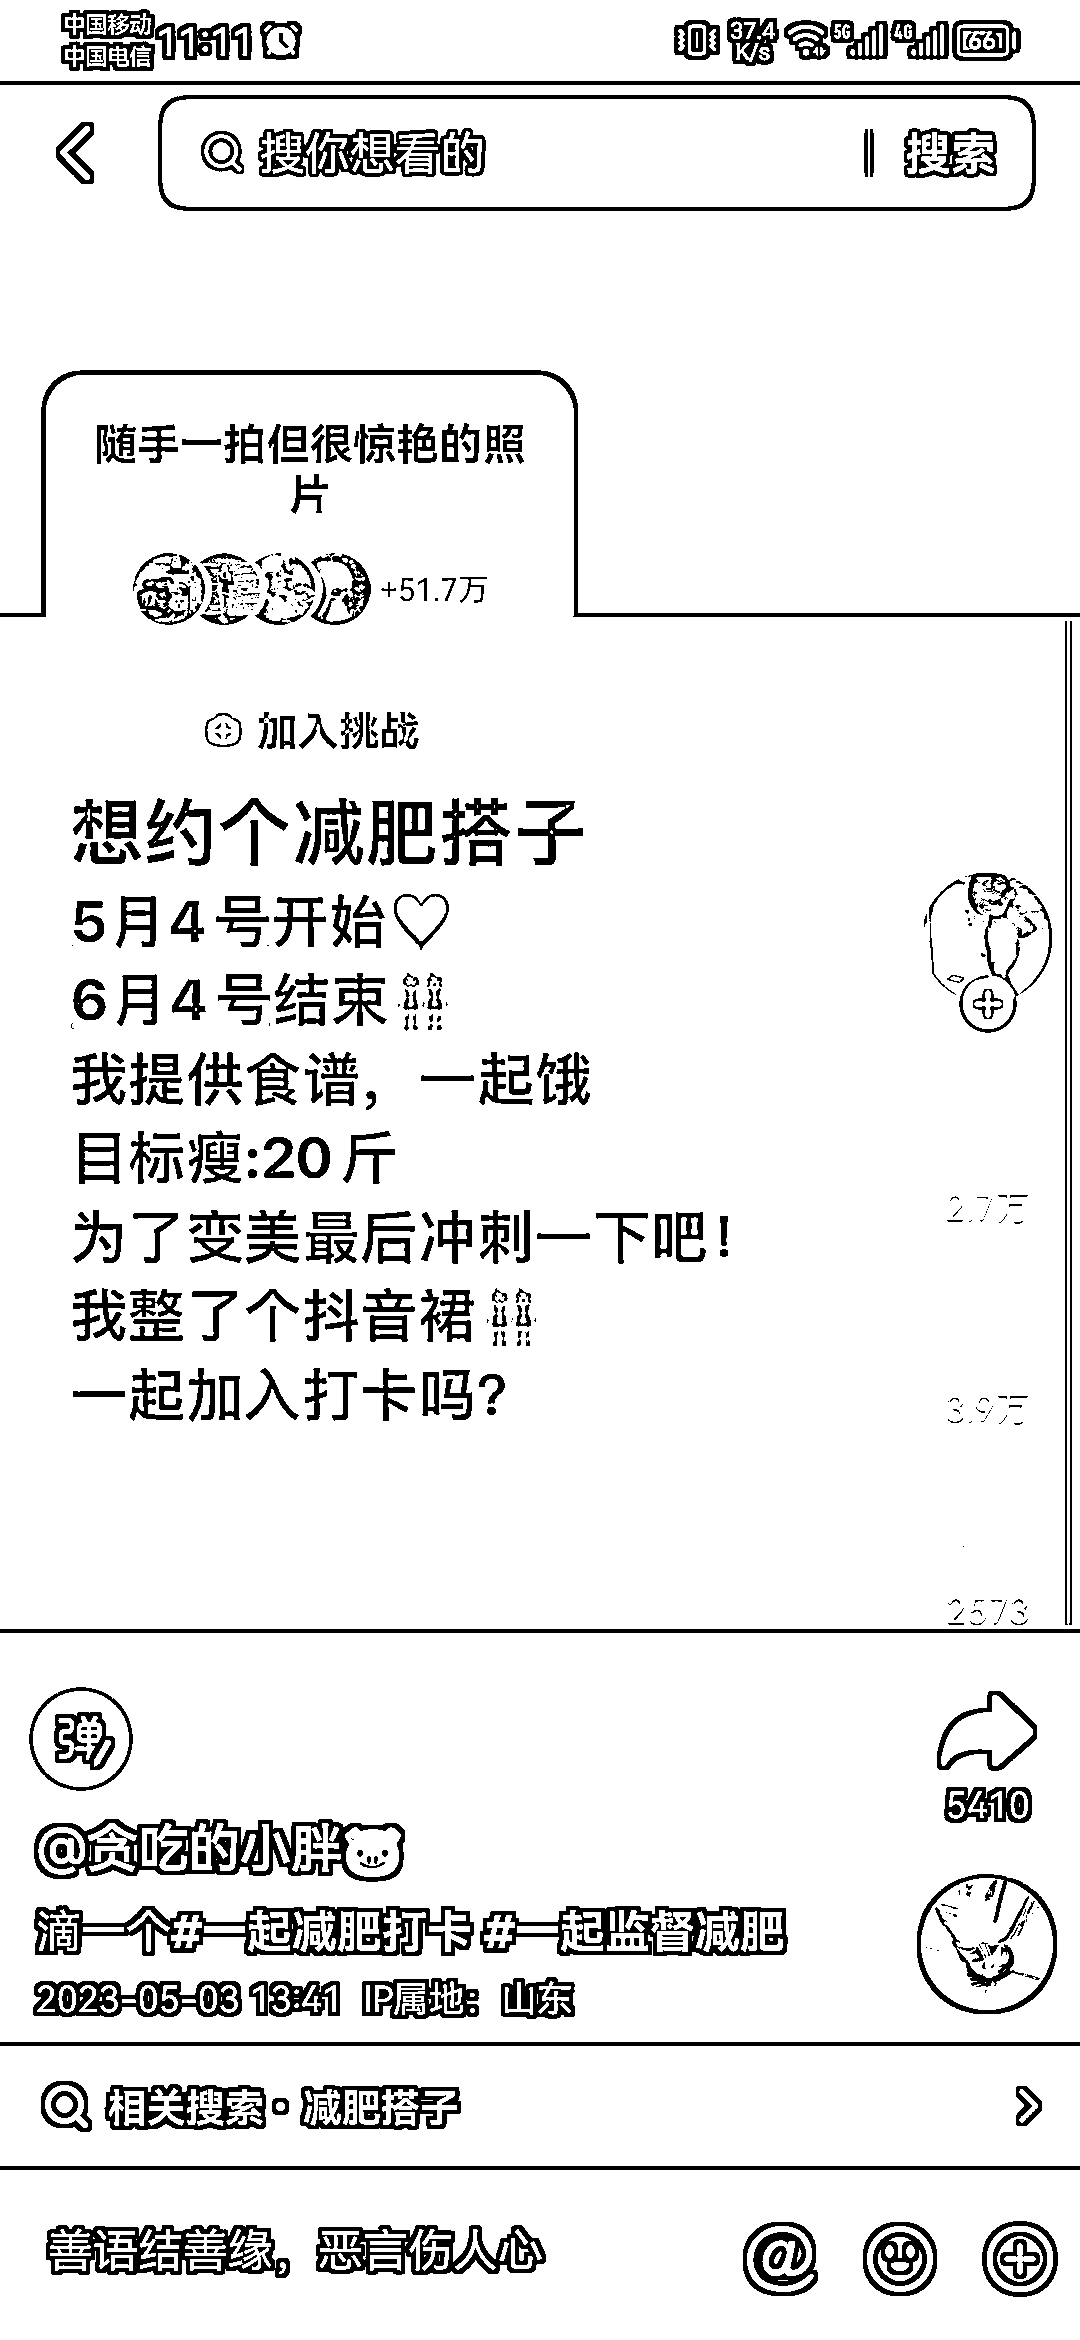 中国移动
中国电信 11:11 37.4 K/s 5G 4G 66
搜你想看的 搜索
随手一拍但很惊艳的照
片
+51.7万
加入挑战
想约个减肥搭子
5月4号开始♡
6月4号结束👭
我提供食谱，一起饿
目标瘦:20斤
为了变美最后冲刺一下吧！
我整了个抖音裙👭
一起加入打卡吗？
2.7万
3.9万
2573
弹
5410
@贪吃的小胖🐷
滴一个#一起减肥打卡 #一起监督减肥
2023-05-03 13:41 IP属地：山东
相关搜索·减肥搭子
善语结善缘，恶言伤人心